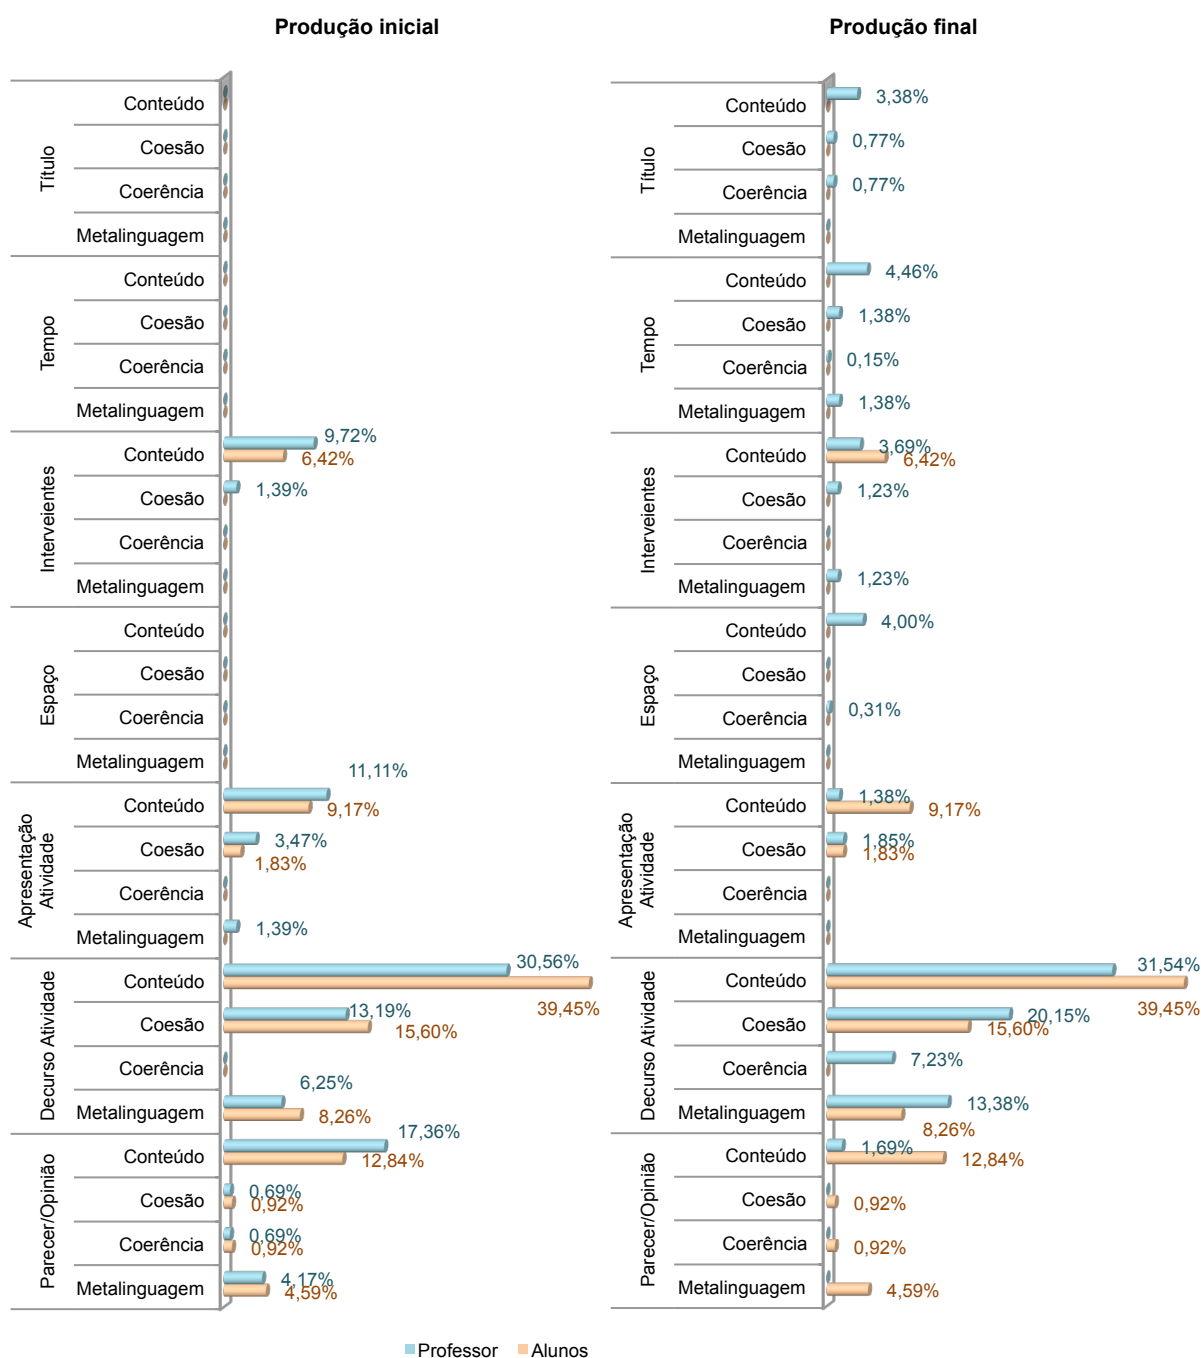 Produção inicial
Título
Conteúdo
Coesão
Coerência
Metalinguagem
Tempo
Conteúdo
Coesão
Coerência
Metalinguagem
Interveientes
Conteúdo
9,72%
6,42%
Coesão
1,39%
Coerência
Metalinguagem
Espaço
Conteúdo
Coesão
Coerência
Metalinguagem
Apresentação
Atividade
Conteúdo
11,11%
9,17%
Coesão
3,47%
1,83%
Coerência
Metalinguagem
1,39%
Decurso Atividade
Conteúdo
30,56%
39,45%
Coesão
13,19%
15,60%
Coerência
Metalinguagem
6,25%
8,26%
Parecer/Opinião
Conteúdo
17,36%
12,84%
Coesão
0,69%
0,92%
Coerência
0,69%
0,92%
Metalinguagem
4,17%
4,59%
Produção final
Título
Conteúdo
3,38%
Coesão
0,77%
Coerência
0,77%
Metalinguagem
Tempo
Conteúdo
4,46%
Coesão
1,38%
Coerência
0,15%
Metalinguagem
1,38%
Interveientes
Conteúdo
3,69%
6,42%
Coesão
1,23%
Coerência
Metalinguagem
1,23%
Espaço
Conteúdo
4,00%
Coesão
Coerência
0,31%
Metalinguagem
Apresentação
Atividade
Conteúdo
1,38%
9,17%
Coesão
1,85%
1,83%
Coerência
Metalinguagem
Decurso Atividade
Conteúdo
31,54%
39,45%
Coesão
20,15%
15,60%
Coerência
7,23%
Metalinguagem
13,38%
8,26%
Parecer/Opinião
Conteúdo
1,69%
12,84%
Coesão
0,92%
Coerência
0,92%
Metalinguagem
4,59%
Professor Alunos